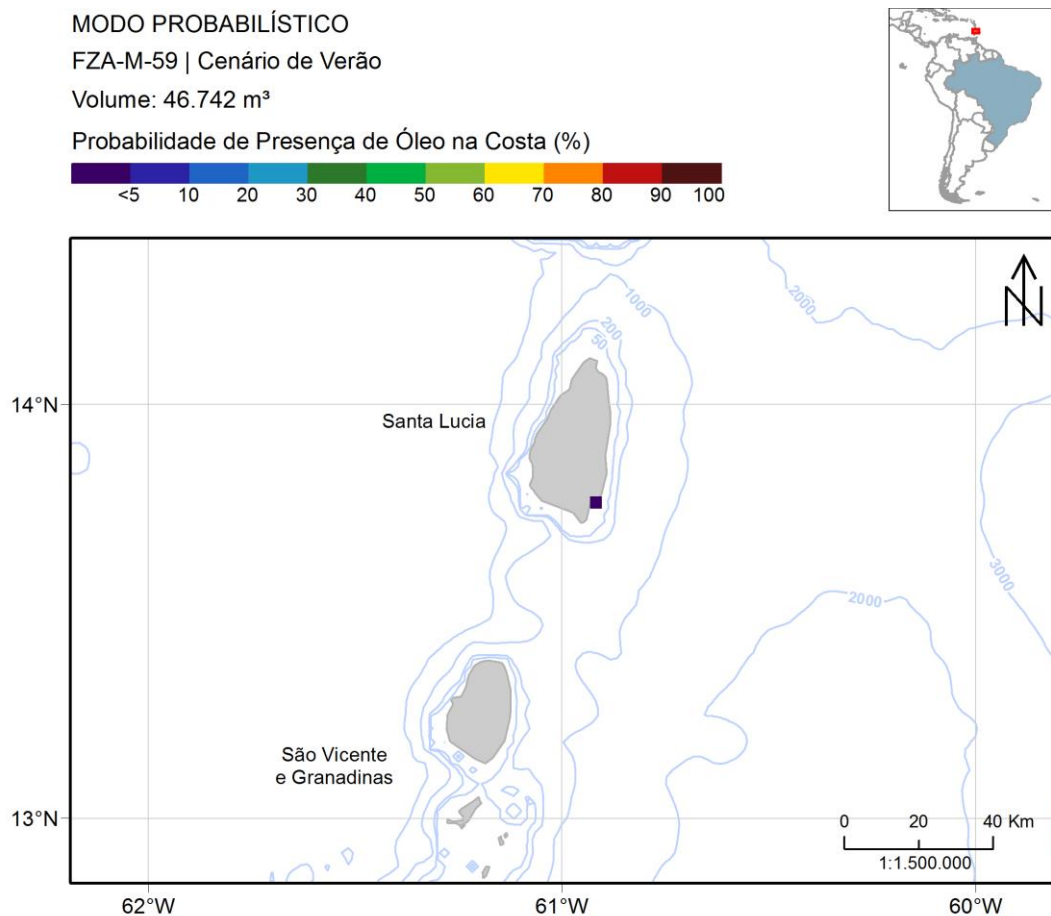 MODO PROBABILÍSTICO
FZA-M-59 | Cenário de Verão
Volume: 46.742 m³
Probabilidade de Presença de Óleo na Costa (%)
<5 10 20 30 40 50 60 70 80 90 100
N
2000
1000
200
50
14°N
Santa Lucia
3000
2000
São Vicente
e Granadinas
13°N
0 20 40 Km
1:1.500.000
62°W 61°W 60°W